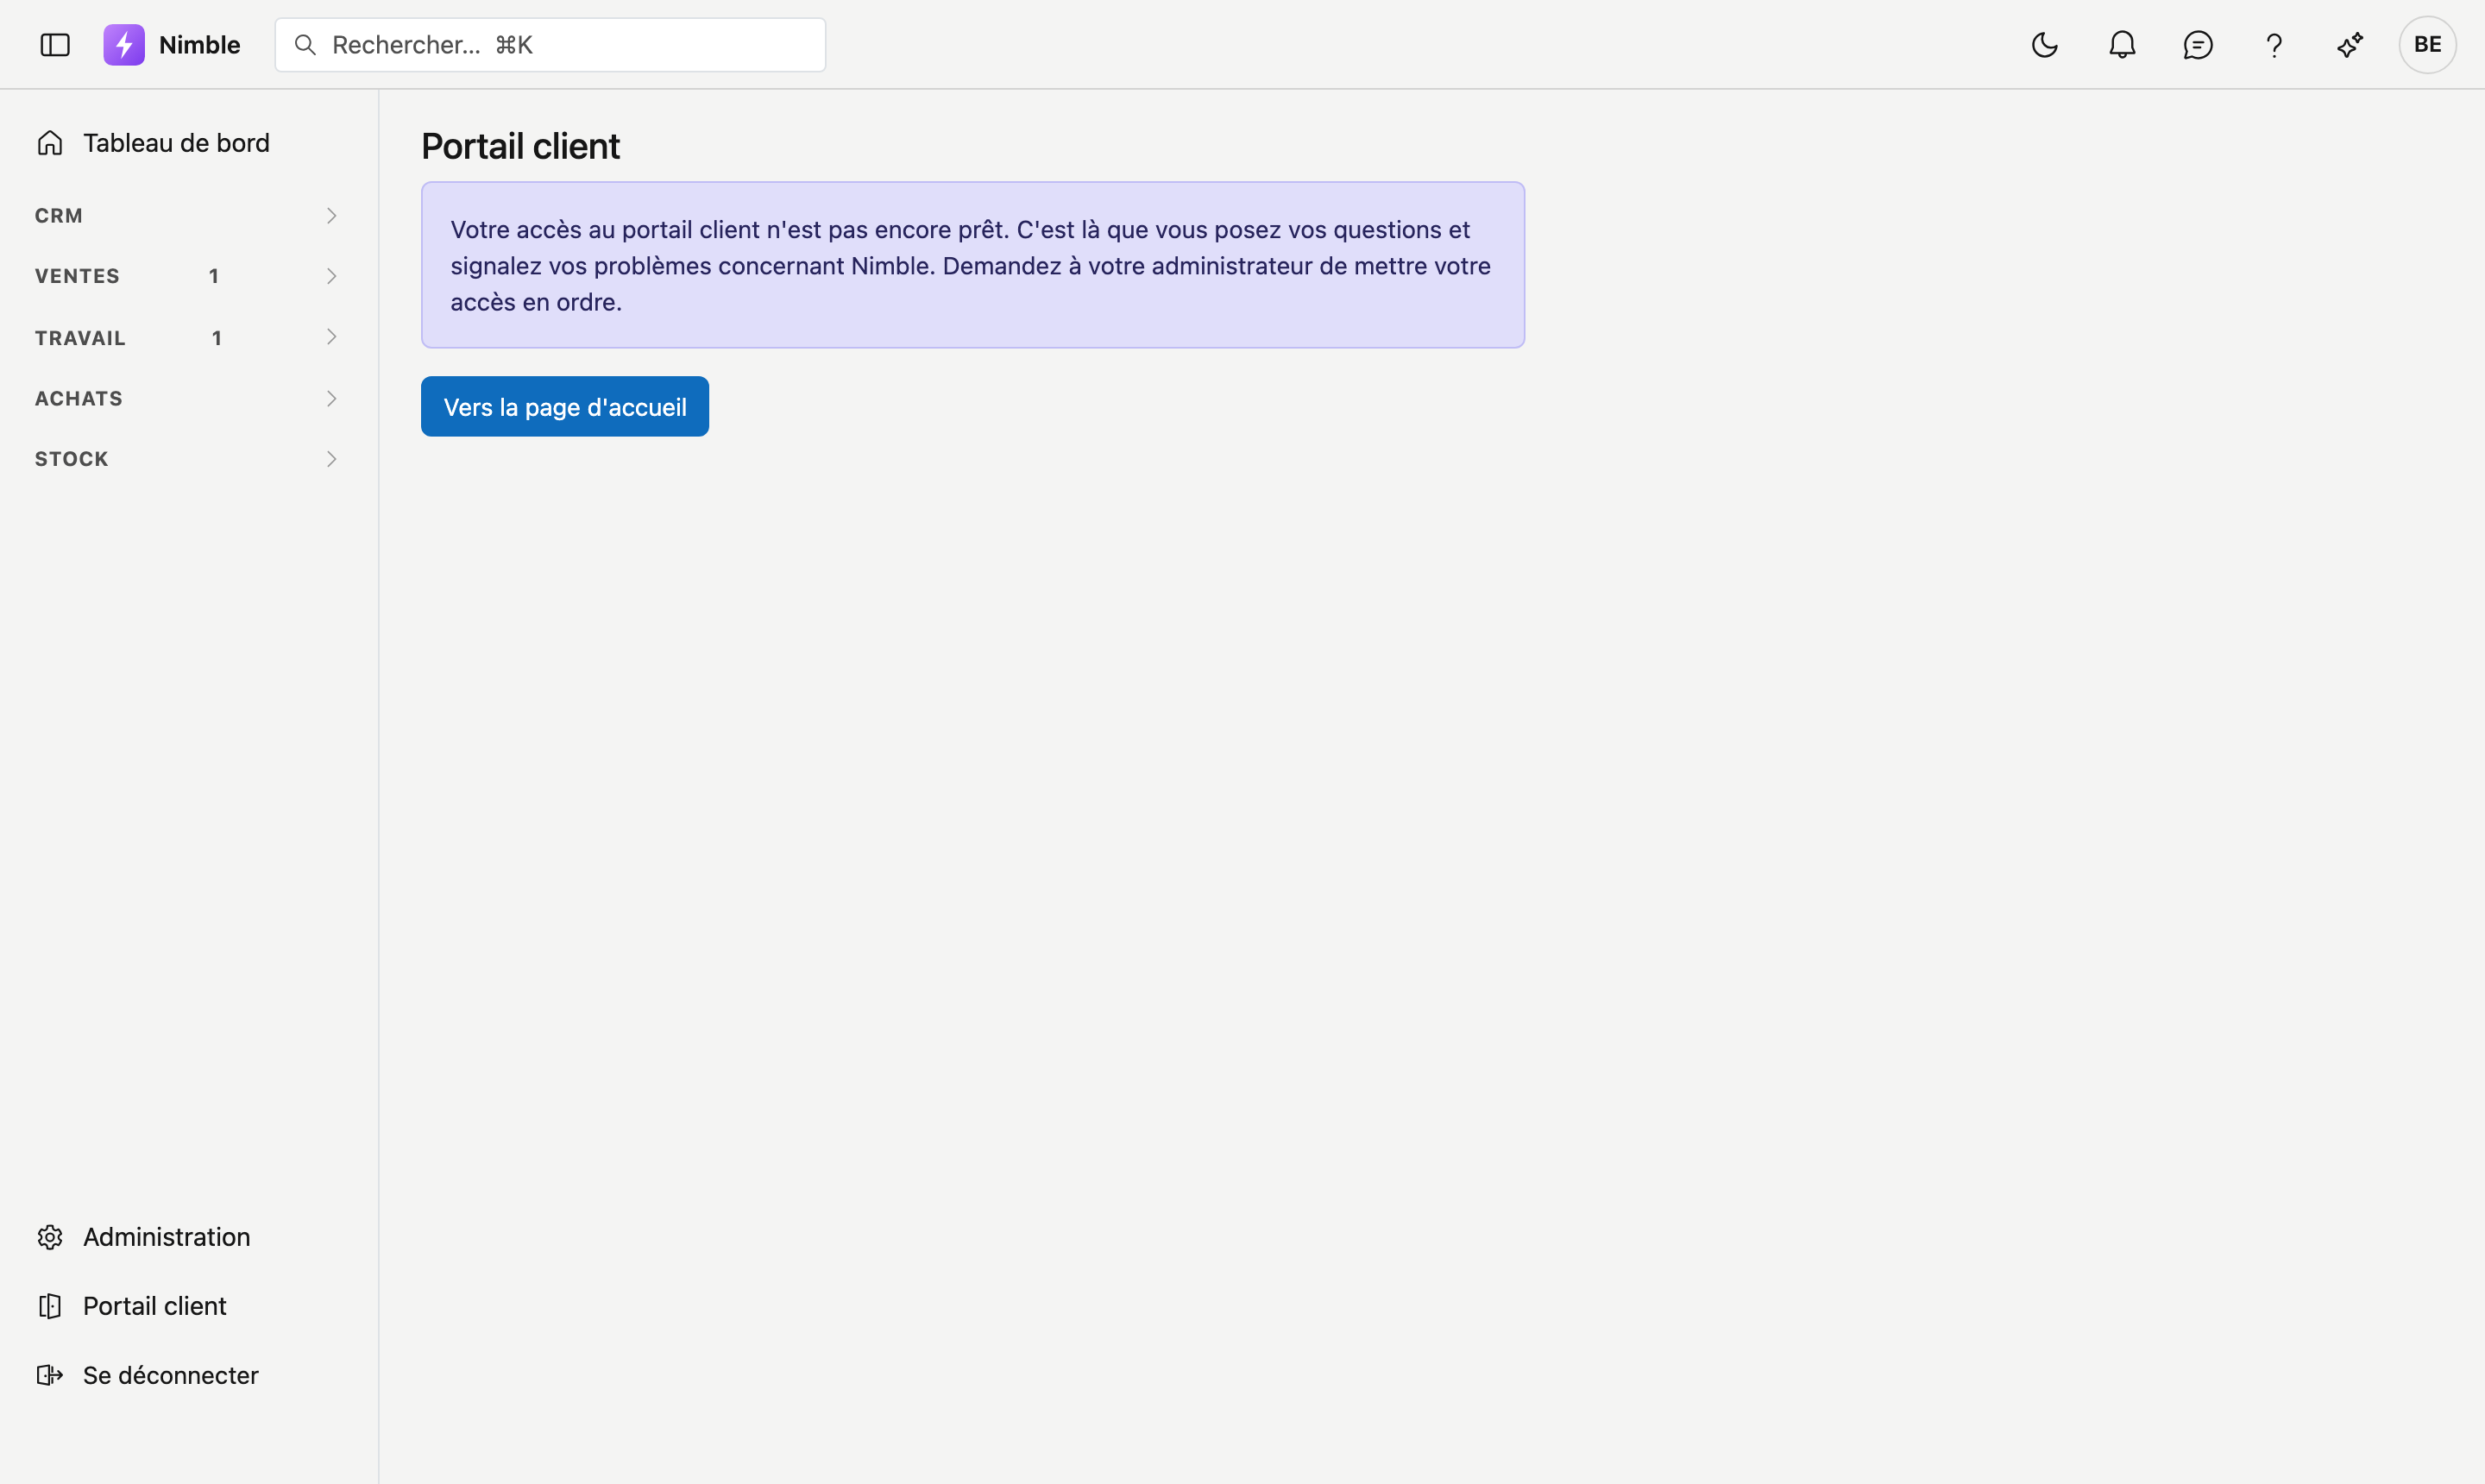 Nimble
Rechercher... ⌘K
BE
Tableau de bord
CRM
VENTES 1
TRAVAIL 1
ACHATS
STOCK
Administration
Portail client
Se déconnecter
Portail client
Votre accès au portail client n'est pas encore prêt. C'est là que vous posez vos questions et
signalez vos problèmes concernant Nimble. Demandez à votre administrateur de mettre votre
accès en ordre.
Vers la page d'accueil